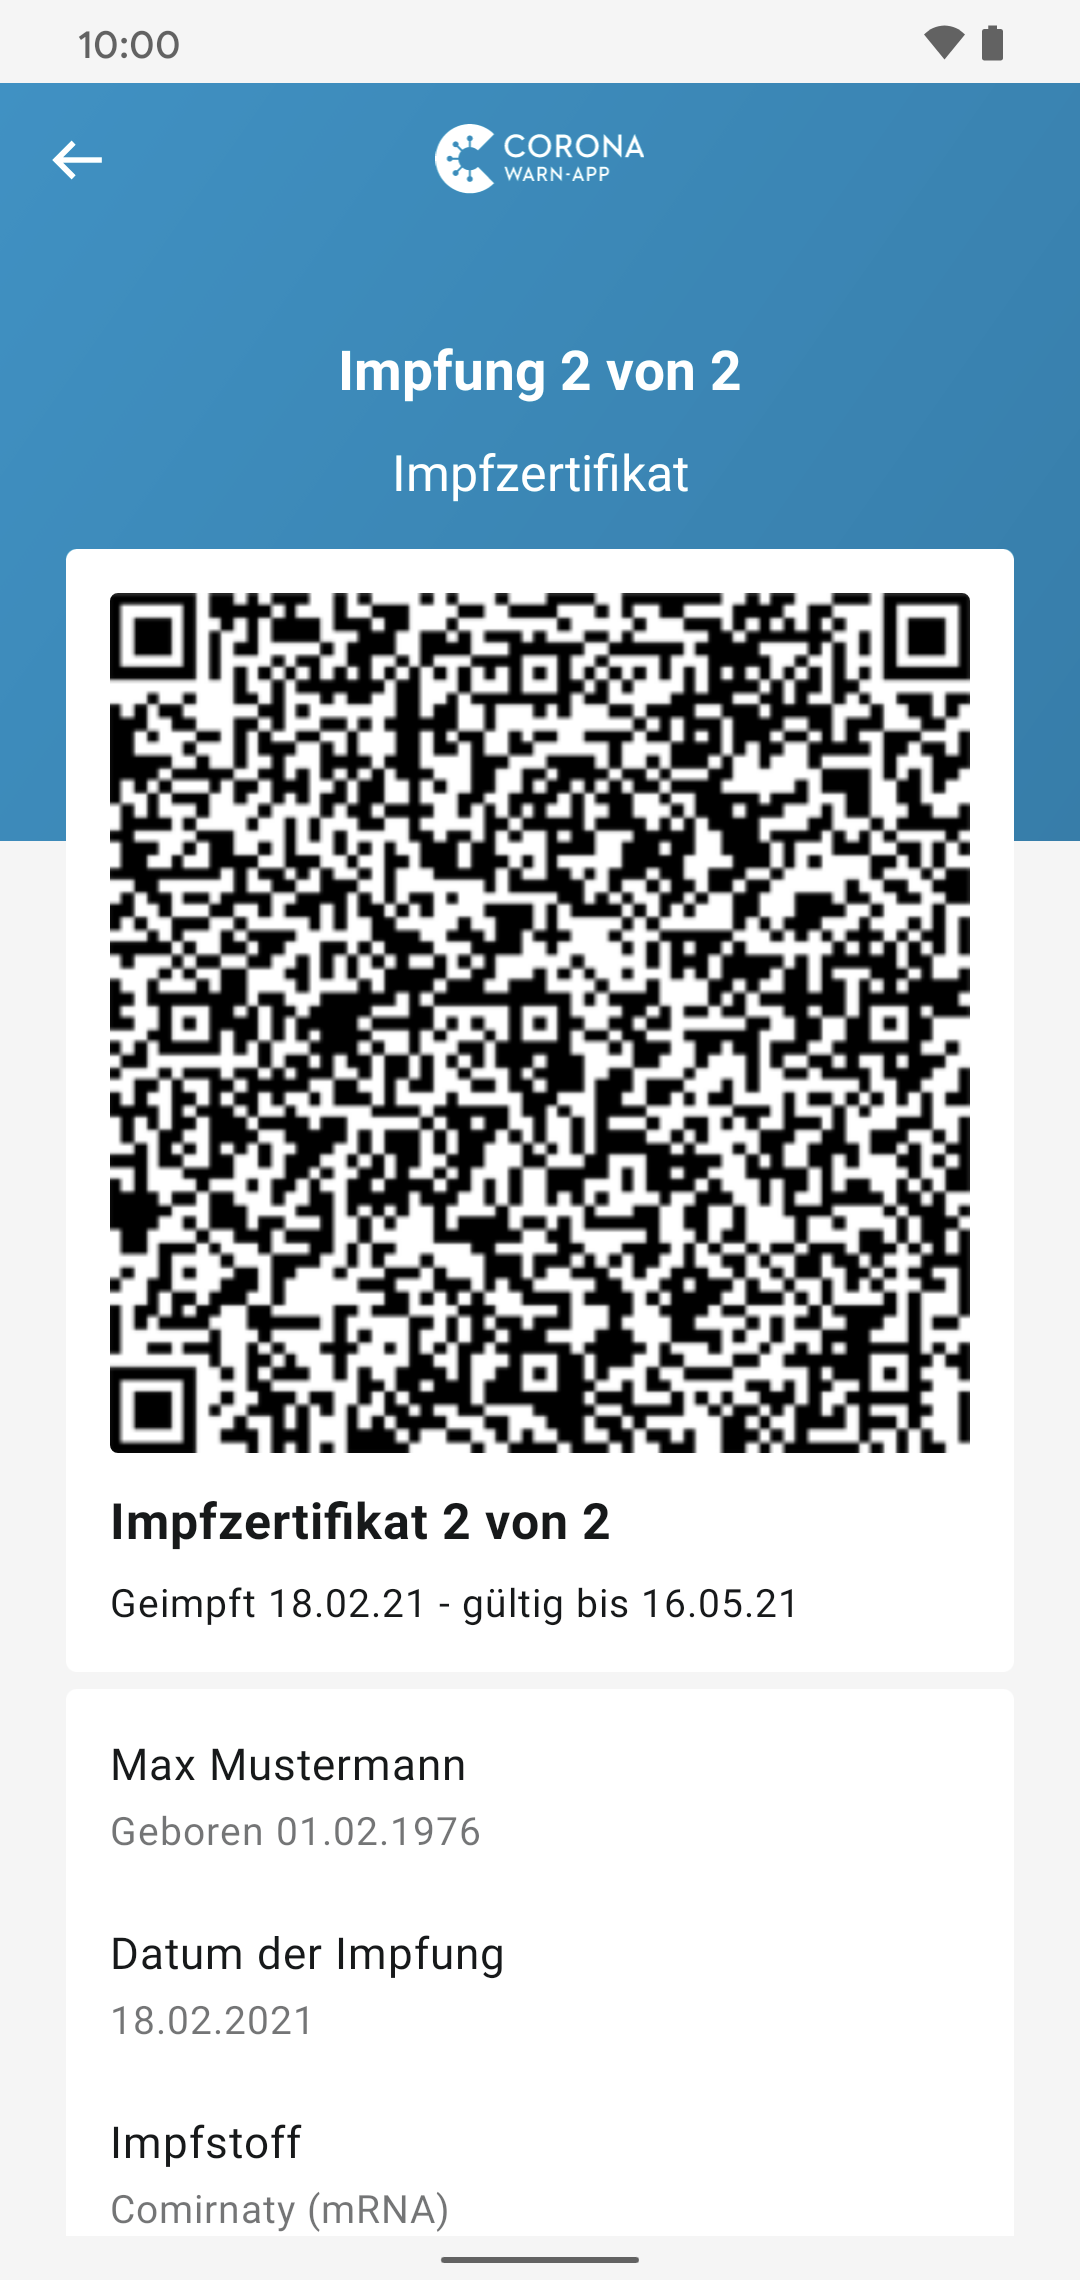 10:00
CORONA
WARN-APP
Impfung 2 von 2
Impfzertifikat
Impfzertifikat 2 von 2
Geimpft 18.02.21 - gültig bis 16.05.21
Max Mustermann
Geboren 01.02.1976
Datum der Impfung
18.02.2021
Impfstoff
Comirnaty (mRNA)